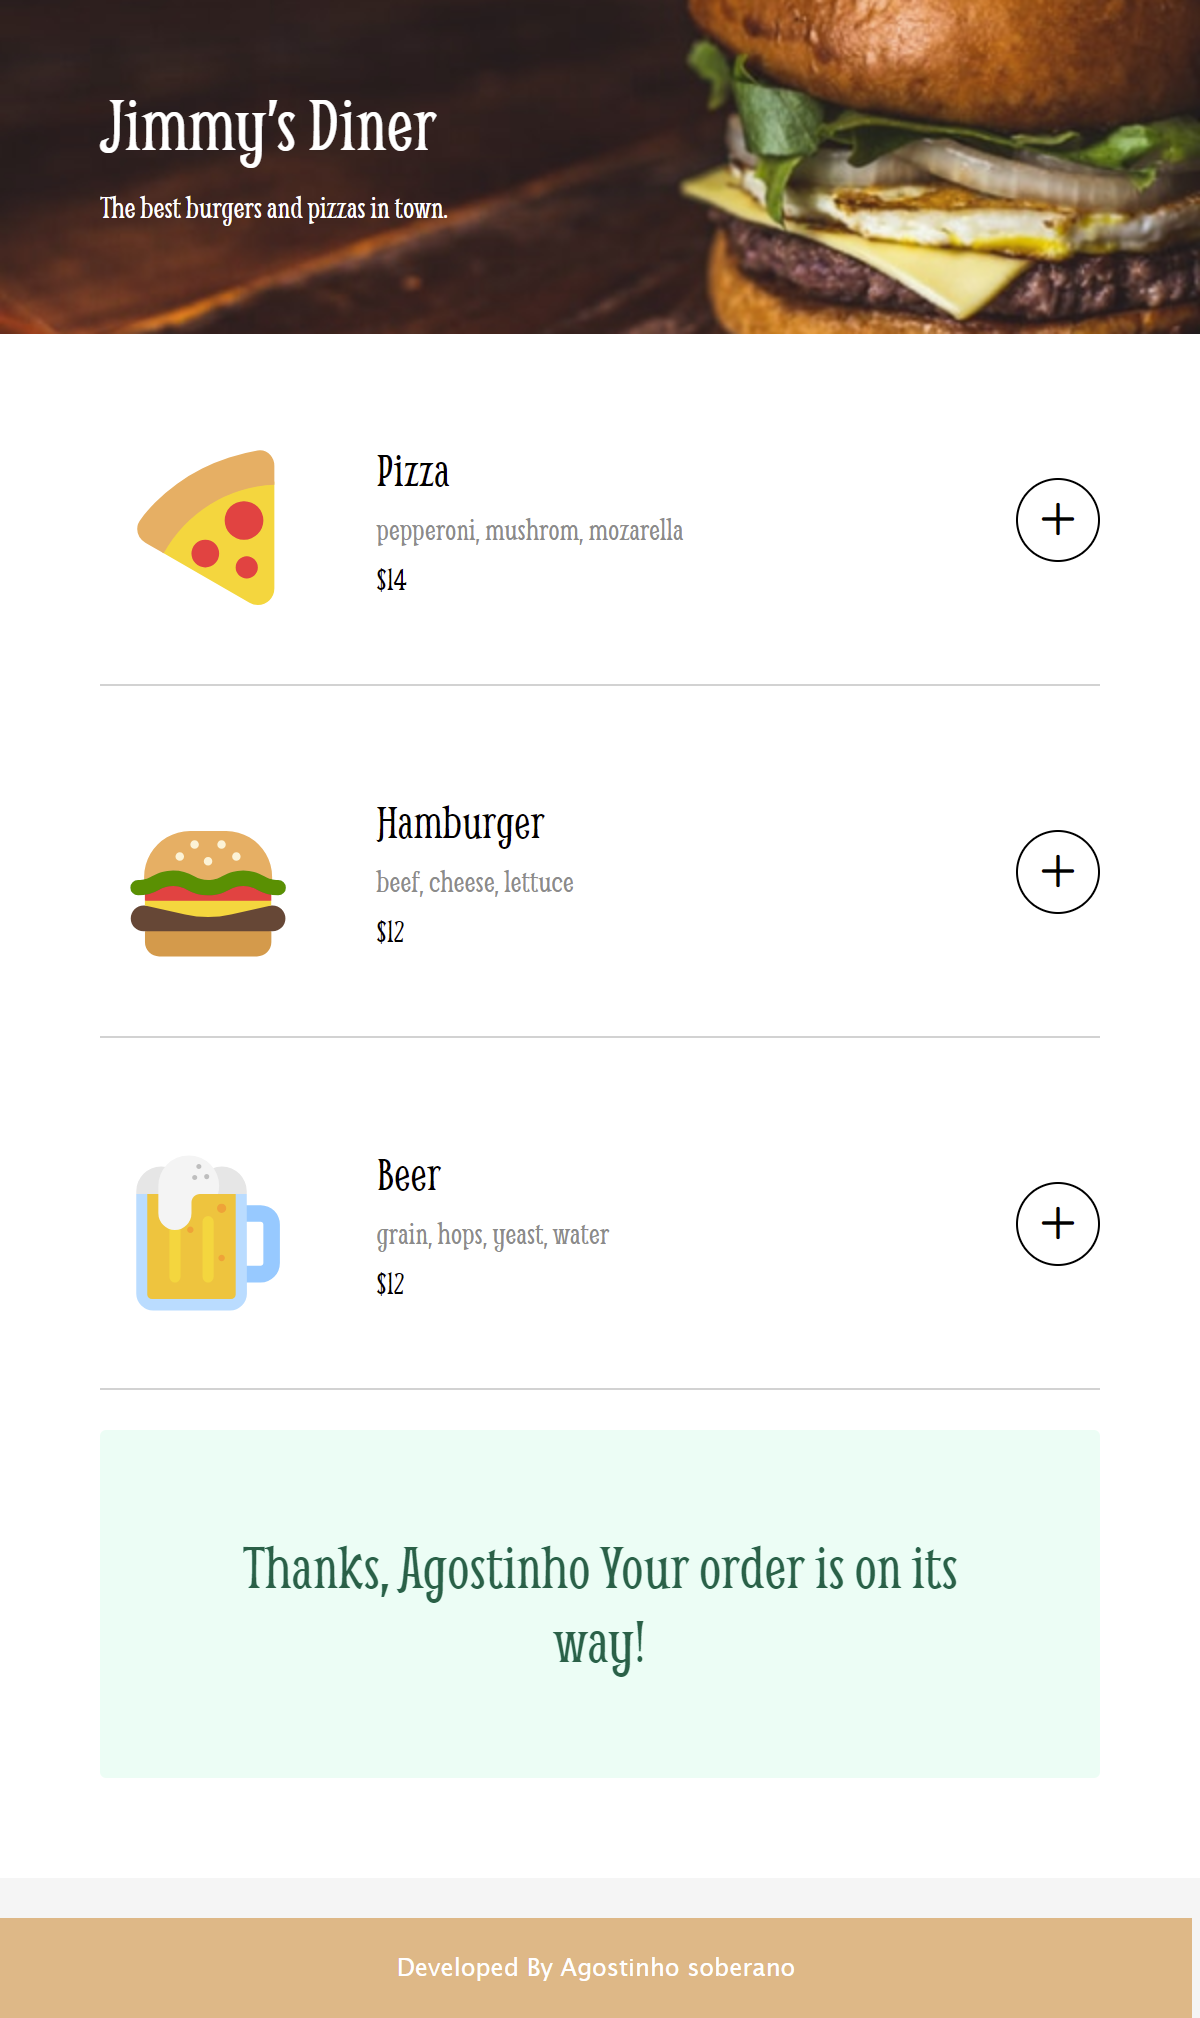 Jimmy's Diner
The best burgers and pizzas in town.
Pizza
pepperoni, mushrom, mozarella
$14
Hamburger
beef, cheese, lettuce
$12
Beer
grain, hops, yeast, water
$12
Thanks, Agostinho Your order is on its
way!
Developed By Agostinho soberano